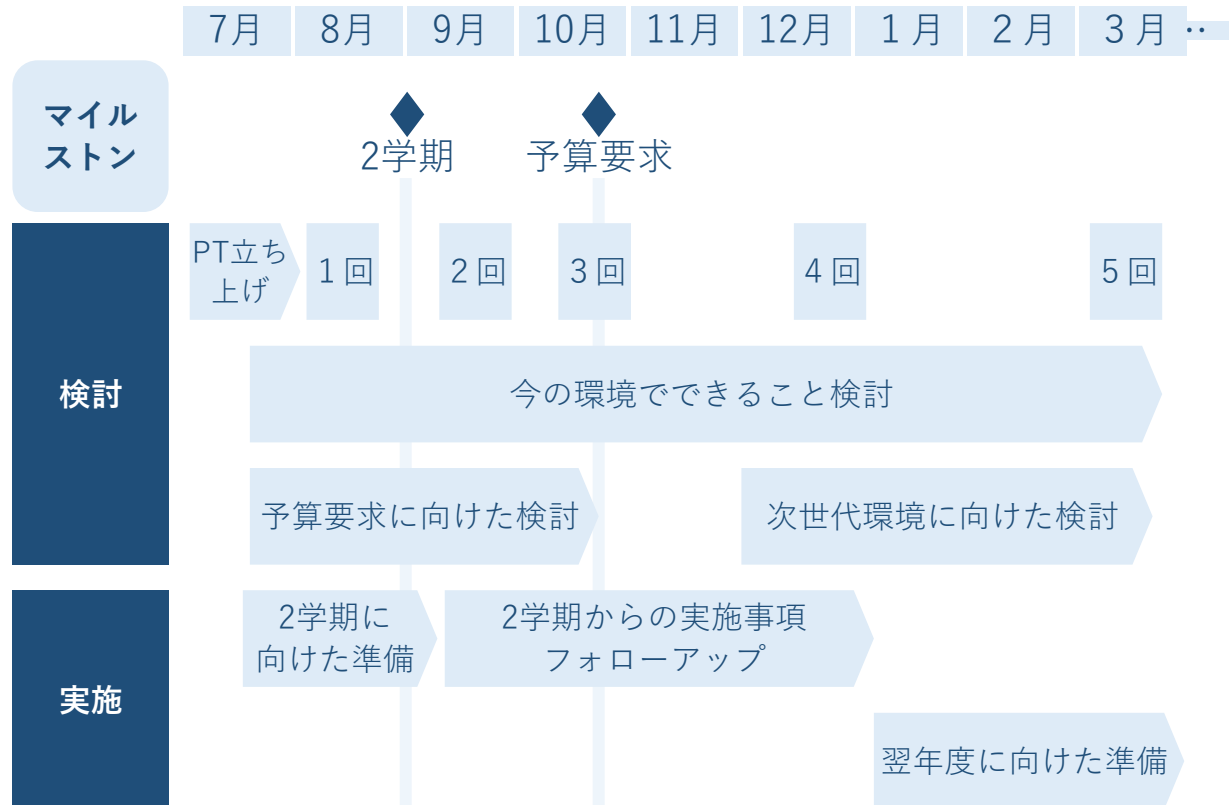 7月 8月 9月 10月 11月 12月 1月 2月 3月 ‥
マイル
ストン
2学期 予算要求
検討
PT立ち
上げ
1回 2回 3回 4回 5回
今の環境でできること検討
予算要求に向けた検討 次世代環境に向けた検討
実施
2学期に
向けた準備
2学期からの実施事項
フォローアップ
翌年度に向けた準備